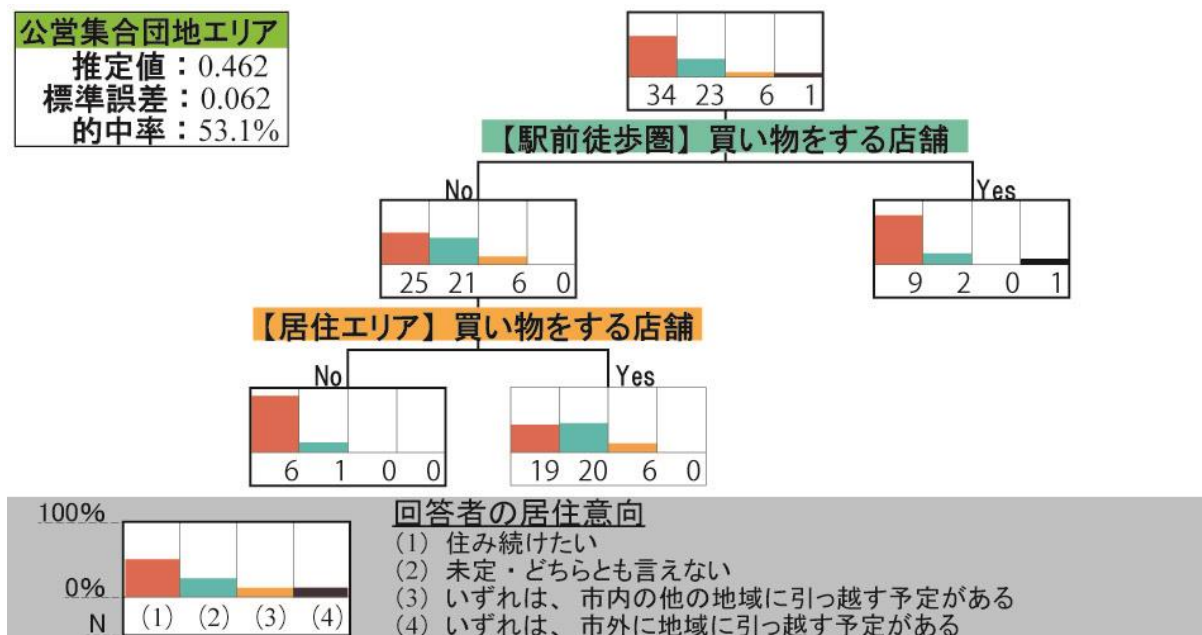 公営集合団地エリア
推定値：0.462
標準誤差：0.062
的中率：53.1%
34 23 6 1
【駅前徒歩圏】買い物をする店舗
No
Yes
25 21 6 0
9 2 0 1
【居住エリア】買い物をする店舗
No
Yes
6 1 0 0
19 20 6 0
100%
0%
N (1) (2) (3) (4)
回答者の居住意向
(1) 住み続けたい
(2) 未定・どちらとも言えない
(3) いずれは、市内の他の地域に引っ越す予定がある
(4) いずれは、市外に地域に引っ越す予定がある